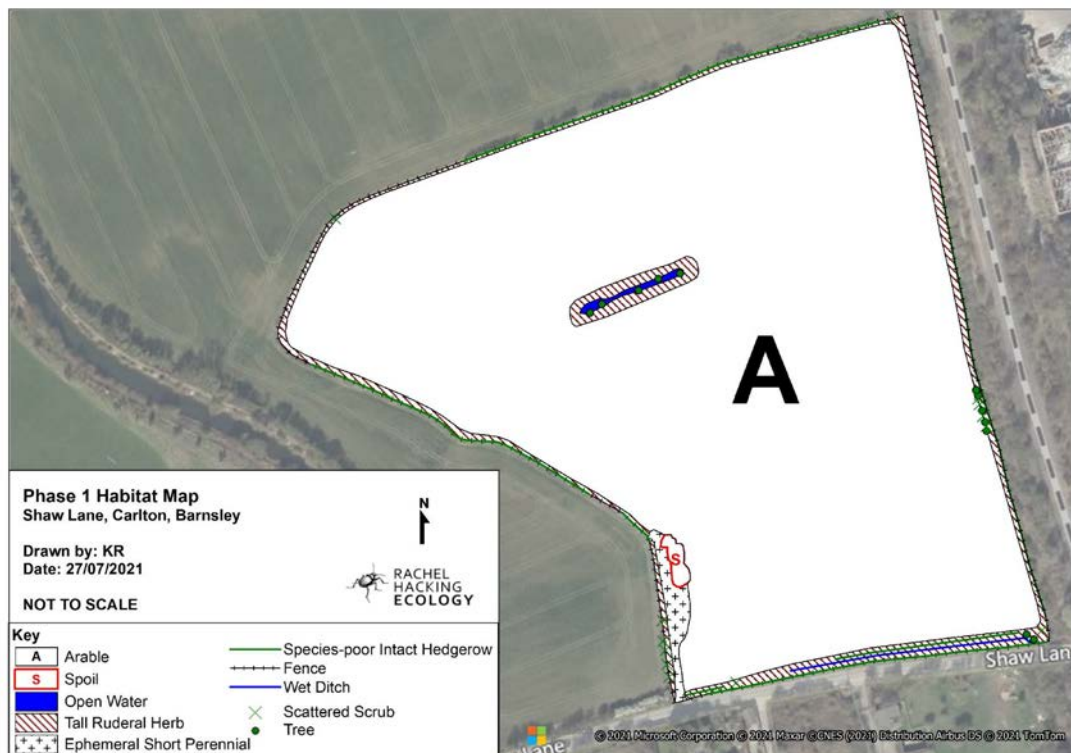 A
S
Shaw Lane
Lane
Phase 1 Habitat Map
Shaw Lane, Carlton, Barnsley
N
Drawn by: KR
Date: 27/07/2021
RACHEL
HACKING
ECOLOGY
NOT TO SCALE
Key
A Arable
S Spoil
Open Water
Tall Ruderal Herb
Ephemeral Short Perennial
Species-poor Intact Hedgerow
Fence
Wet Ditch
Scattered Scrub
Tree
© 2021 Microsoft Corporation © 2021 Maxar ©CNES (2021) Distribution Airbus DS © 2021 TomTom